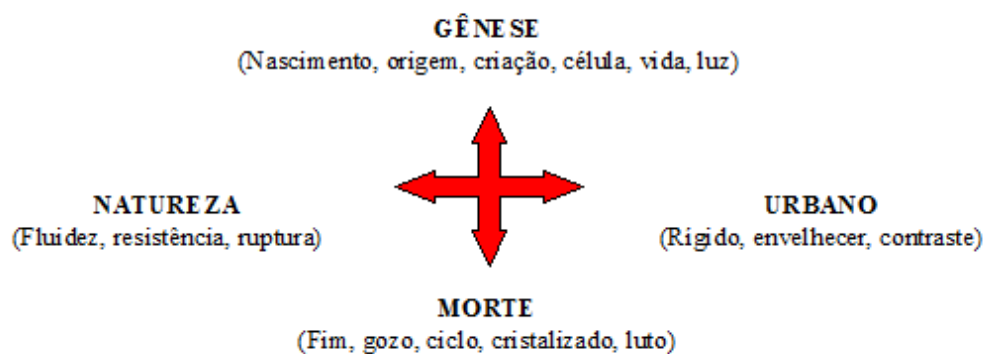 GÊNESE
(Nascimento, origem, criação, célula, vida, luz)
NATUREZA
(Fluidez, resistência, ruptura)
URBANO
(Rígido, envelhecer, contraste)
MORTE
(Fim, gozo, ciclo, cristalizado, luto)